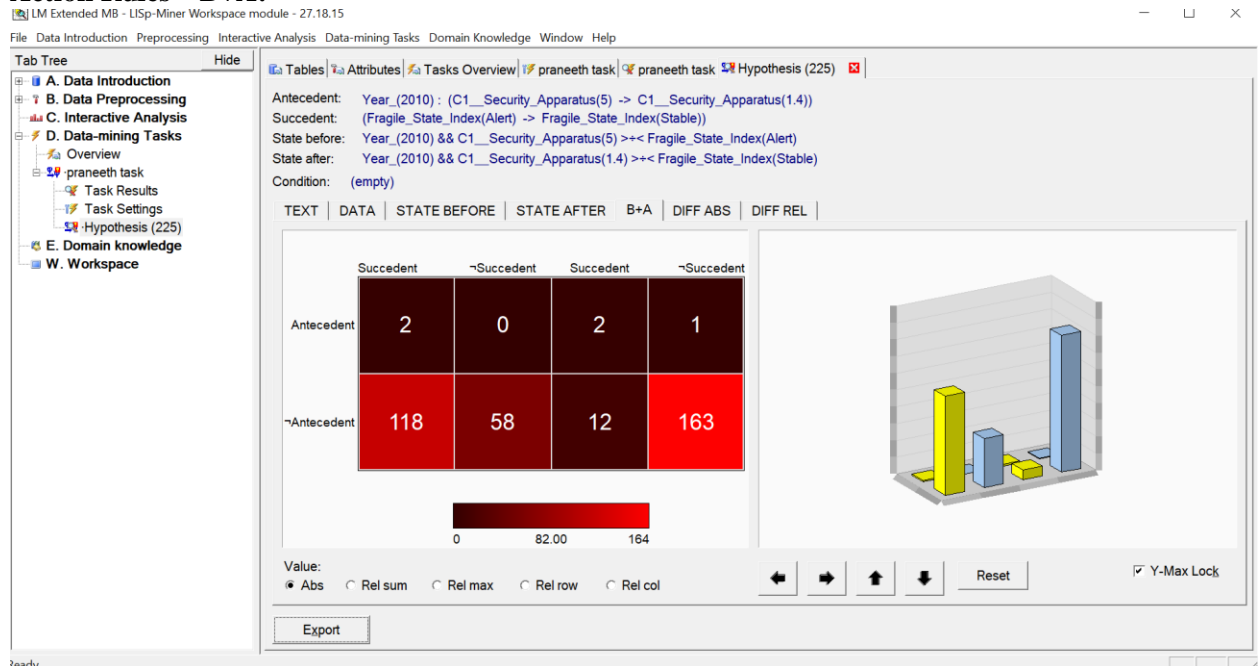 LM Extended MB - LISp-Miner Workspace module - 27.18.15
File Data Introduction Preprocessing Interactive Analysis Data-mining Tasks Domain Knowledge Window Help
Tab Tree Hide
A. Data Introduction
B. Data Preprocessing
C. Interactive Analysis
D. Data-mining Tasks
Overview
praneeth task
Task Results
Task Settings
Hypothesis (225)
E. Domain knowledge
W. Workspace
Tables Attributes Tasks Overview praneeth task praneeth task Hypothesis (225)
Antecedent: Year_(2010) : (C1__Security_Apparatus(5) -> C1__Security_Apparatus(1.4))
Succedent: (Fragile_State_Index(Alert) -> Fragile_State_Index(Stable))
State before: Year_(2010) && C1__Security_Apparatus(5) >÷< Fragile_State_Index(Alert)
State after: Year_(2010) && C1__Security_Apparatus(1.4) >÷< Fragile_State_Index(Stable)
Condition: (empty)
TEXT DATA STATE BEFORE STATE AFTER B+A DIFF ABS DIFF REL
Succedent ¬Succedent Succedent ¬Succedent
Antecedent 2 0 2 1
¬Antecedent 118 58 12 163
0 82.00 164
Value:
Abs Rel sum Rel max Rel row Rel col
Reset
Y-Max Lock
Export
Ready